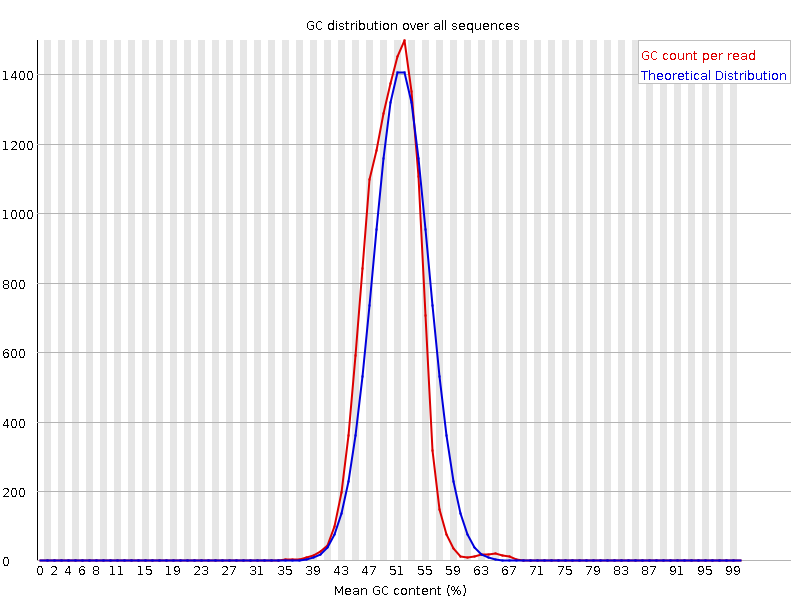 GC distribution over all sequences
GC count per read
Theoretical Distribution
1400
1200
1000
800
600
400
200
0
0 2 4 6 8 11 15 19 23 27 31 35 39 43 47 51 55 59 63 67 71 75 79 83 87 91 95 99
Mean GC content (%)